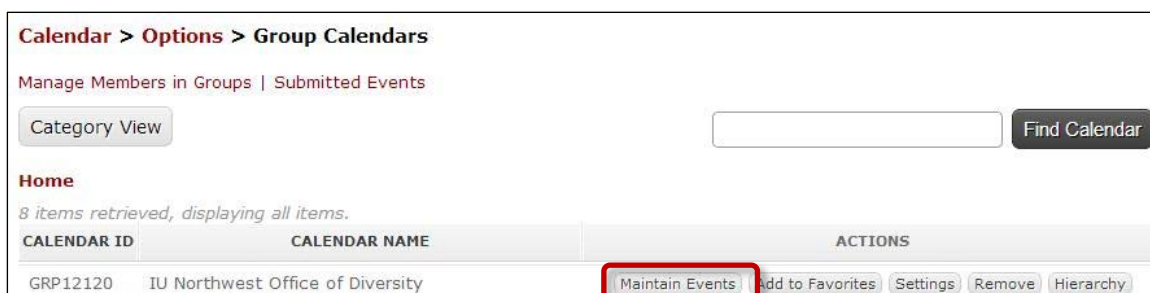 Calendar > Options > Group Calendars
Manage Members in Groups | Submitted Events
Category View Find Calendar
Home
8 items retrieved, displaying all items.
CALENDAR ID CALENDAR NAME ACTIONS
GRP12120 IU Northwest Office of Diversity Maintain Events Add to Favorites Settings Remove Hierarchy